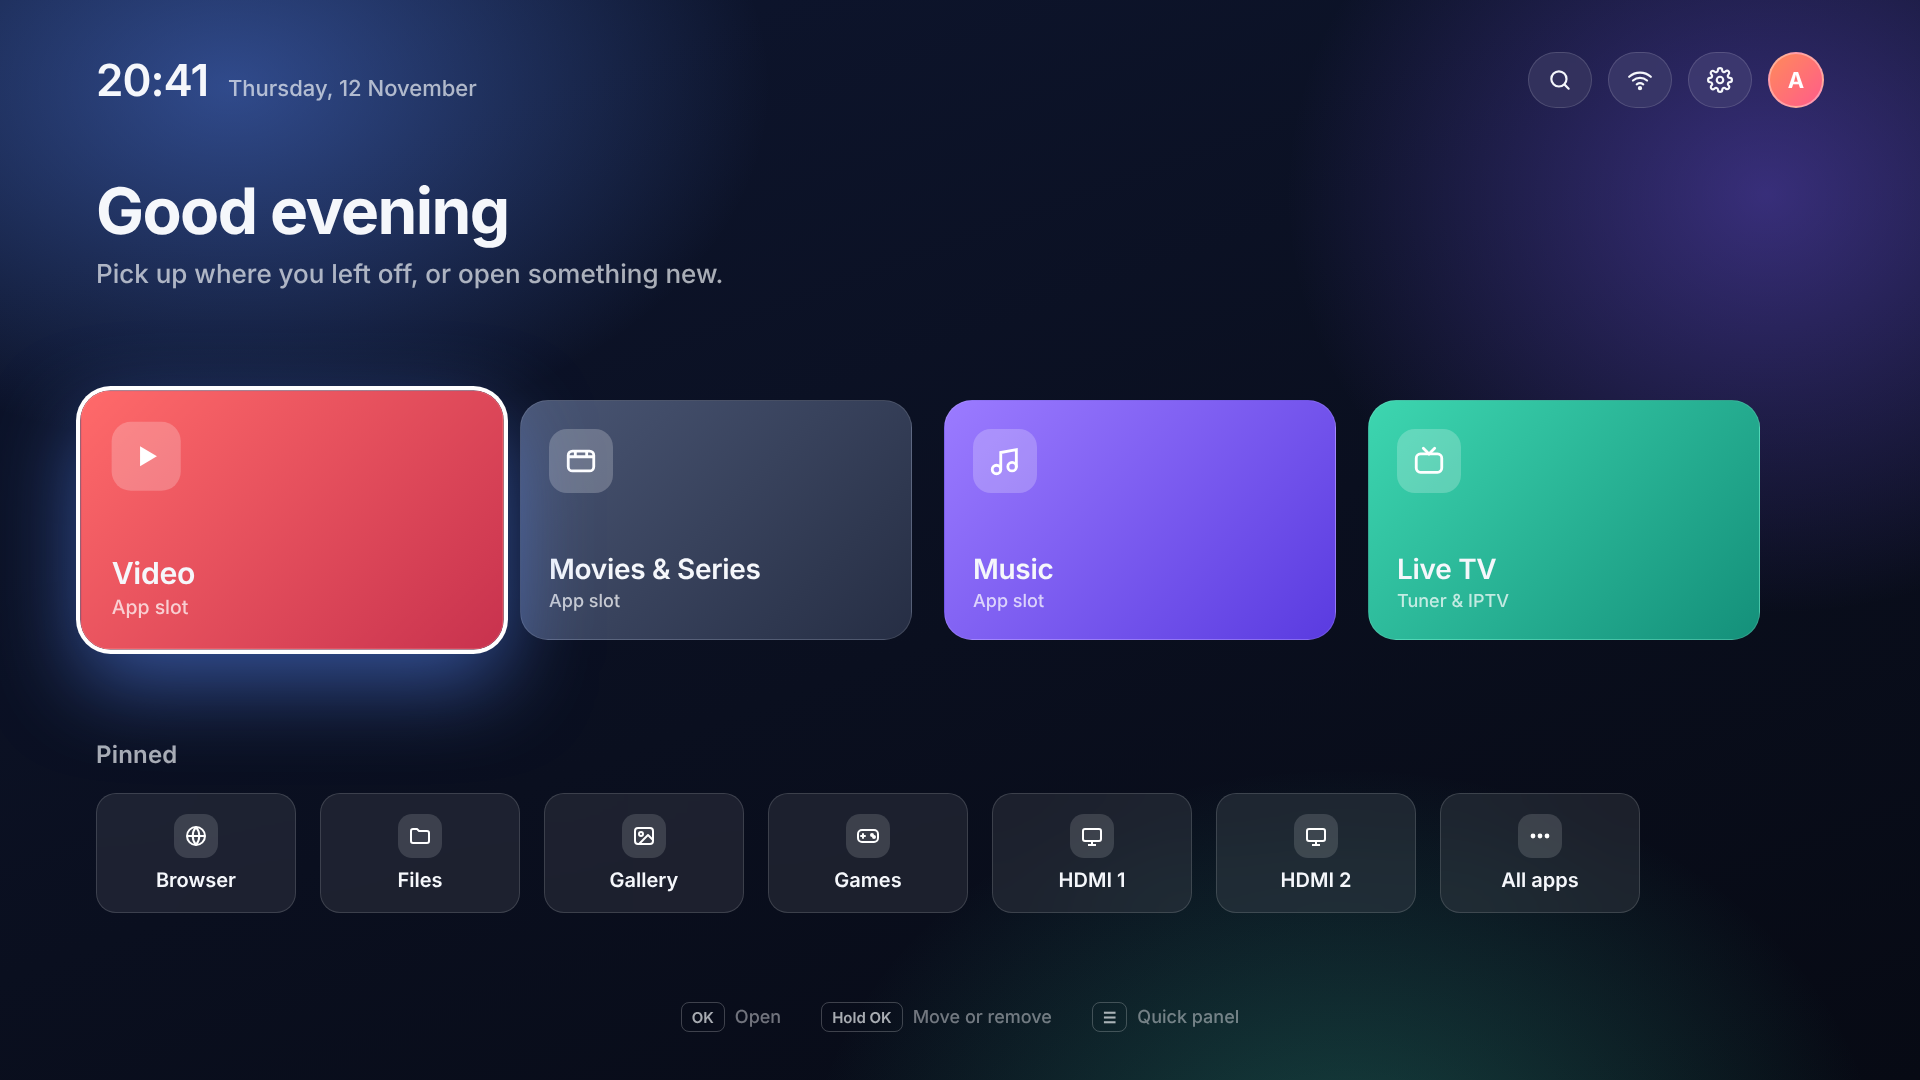 20:41 Thursday, 12 November
A
Good evening
Pick up where you left off, or open something new.
Video
App slot
Movies & Series
App slot
Music
App slot
Live TV
Tuner & IPTV
Pinned
Browser
Files
Gallery
Games
HDMI 1
HDMI 2
All apps
OK Open
Hold OK Move or remove
Quick panel